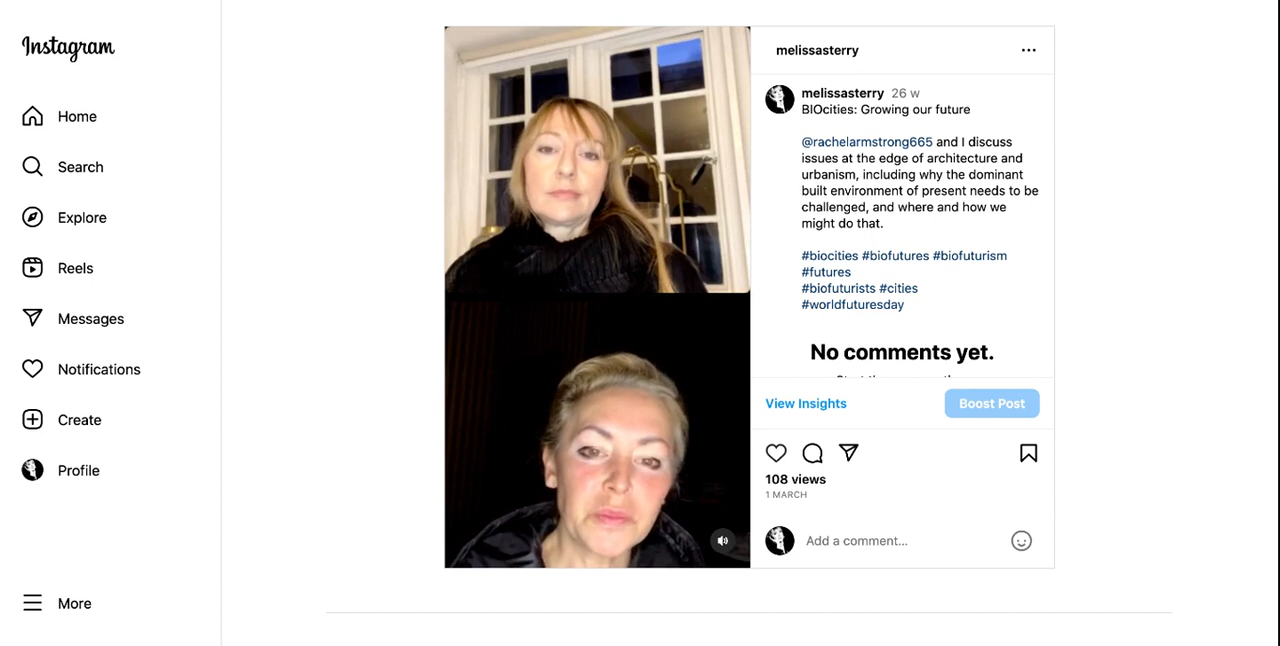 Instagram
Home
Search
Explore
Reels
Messages
Notifications
Create
Profile
More
melissasterry
melissasterry 26 w
BIOcities: Growing our future
@rachelarmstrong665 and I discuss
issues at the edge of architecture and
urbanism, including why the dominant
built environment of present needs to be
challenged, and where and how we
might do that.
#biocities #biofutures #biofuturism
#futures
#biofuturists #cities
#worldfuturesday
No comments yet.
View Insights
Boost Post
108 views
1 MARCH
Add a comment...